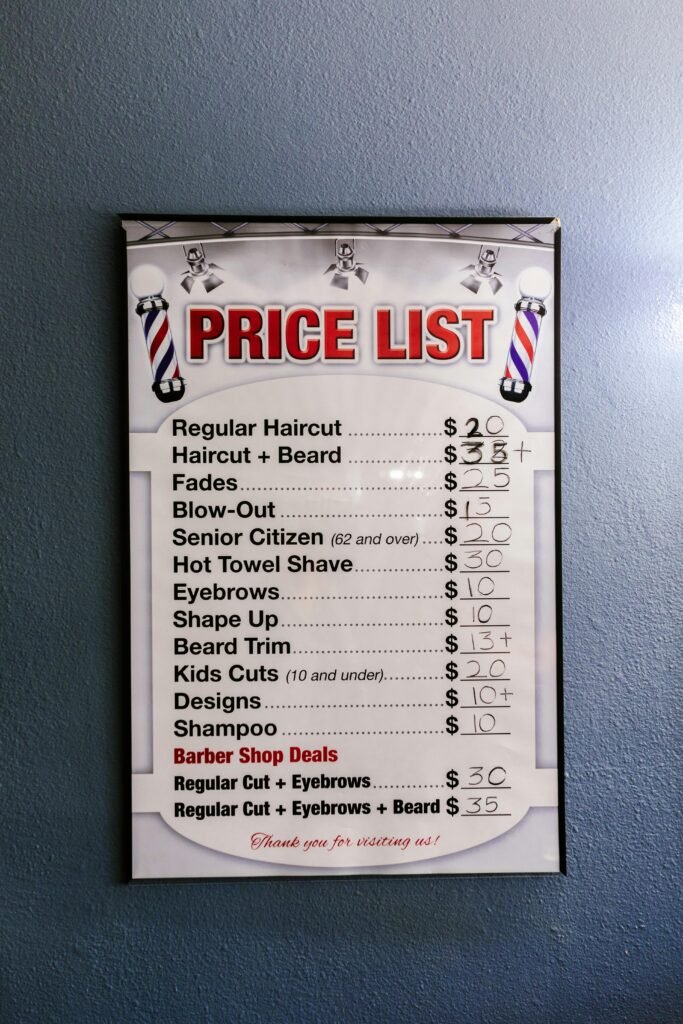 PRICE LIST
Regular Haircut ..................... $ 20
Haircut + Beard ..................... $ 35+
Fades .................................... $ 25
Blow-Out .............................. $
Senior Citizen (62 and over) .... $ 20
Hot Towel Shave ................... $ 30
Eyebrows .............................. $ 10
Shape Up .............................. $ 10
Beard Trim ............................ $ 13+
Kids Cuts (10 and under) .......... $ 20
Designs ................................. $ 10+
Shampoo .............................. $ 10
Barber Shop Deals
Regular Cut + Eyebrows ............. $ 30
Regular Cut + Eyebrows + Beard $ 35
Thank you for visiting us!